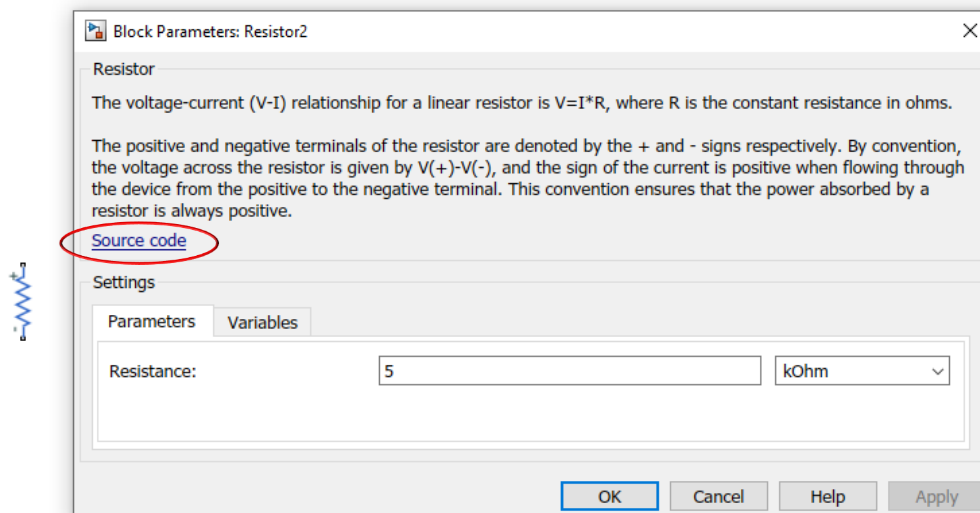 Block Parameters: Resistor2
Resistor
The voltage-current (V-I) relationship for a linear resistor is V=I*R, where R is the constant resistance in ohms.
The positive and negative terminals of the resistor are denoted by the + and - signs respectively. By convention,
the voltage across the resistor is given by V(+)-V(-), and the sign of the current is positive when flowing through
the device from the positive to the negative terminal. This convention ensures that the power absorbed by a
resistor is always positive.
Source code
+
-
Settings
Parameters Variables
Resistance: 5 kOhm
OK Cancel Help Apply